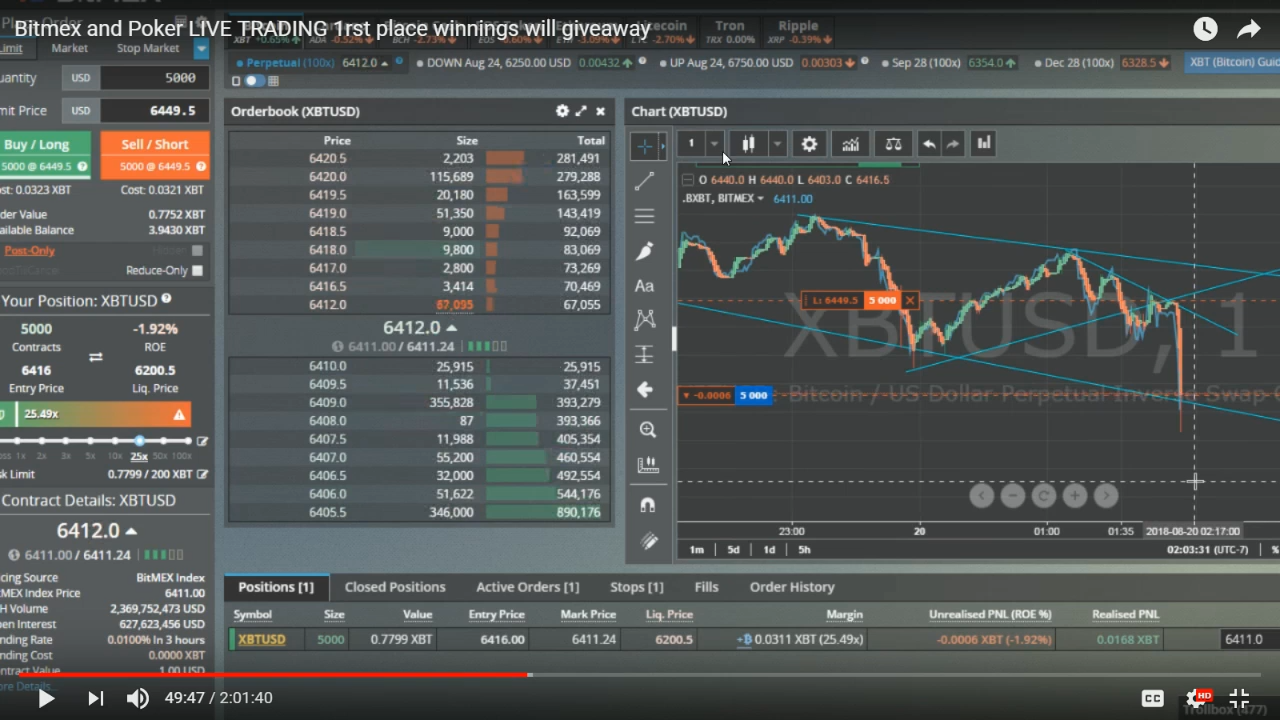 Bitmex and Poker LIVE TRADING 1rst place winnings will giveaway
Market Stop Market
XBT +0.65% ADA -0.52% BCH -2.73% Tron TRX 0.00% Ripple XRP -0.39%
Perpetual (100x) 6412.0 DOWN Aug 24, 6250.00 USD 0.00432 UP Aug 24, 6750.00 USD 0.00303 Sep 28 (100x) 6354.0 Dec 28 (100x) 6328.5 XBT (Bitcoin)
USD 5000
Price USD 6449.5
Buy / Long Sell / Short
5000 @ 6449.5 5000 @ 6449.5
0.0323 XBT Cost: 0.0321 XBT
Value 0.7752 XBT
Balance 3.9430 XBT
Post-Only Hidden
Reduce-Only
Your Position: XBTUSD
5000 -1.92%
Contracts ROE
6416 6200.5
Entry Price Liq. Price
25.49x
1x 2x 3x 5x 10x 25x 50x 100x
Limit 0.7799 / 200 XBT
Contract Details: XBTUSD
6412.0
6411.00 / 6411.24
Source BitMEX Index
Index Price 6411.00
Volume 2,369,752,473 USD
Interest 627,623,456 USD
Rate 0.0100% In 3 hours
Cost 0.0000 XBT
Value 1.00 USD
Details...
Orderbook (XBTUSD)
Price Size Total
6420.5 2,203 281,491
6420.0 115,689 279,288
6419.5 20,180 163,599
6419.0 51,350 143,419
6418.5 9,000 92,069
6418.0 9,800 83,069
6417.0 2,800 73,269
6416.5 3,414 70,469
6412.0 67,055 67,055
6412.0
6411.00 / 6411.24
6410.0 25,915 25,915
6409.5 11,536 37,451
6409.0 355,828 393,279
6408.0 87 393,366
6407.5 11,988 405,354
6407.0 55,200 460,554
6406.5 32,000 492,554
6406.0 51,622 544,176
6405.5 346,000 890,176
Chart (XBTUSD)
1
O 6440.0 H 6440.0 L 6403.0 C 6416.5
.BXBT, BITMEX 6411.00
Aa
XBTUSD, 1
Bitcoin / US Dollar Perpetual Inverse Swap
L: 6449.5 5 000
-0.0006 5 000
23:00 20 01:00 01:35 2018-08-20 02:17:00
1m 5d 1d 5h 02:03:31 (UTC-7) %
Positions [1] Closed Positions Active Orders [1] Stops [1] Fills Order History
Symbol Size Value Entry Price Mark Price Liq. Price Margin Unrealised PNL (ROE %) Realised PNL
XBTUSD 5000 0.7799 XBT 6416.00 6411.24 6200.5 0.0311 XBT (25.49x) -0.0006 XBT (-1.92%) 0.0168 XBT 6411.0
49:47 / 2:01:40 CC HD
Trollbox (477)